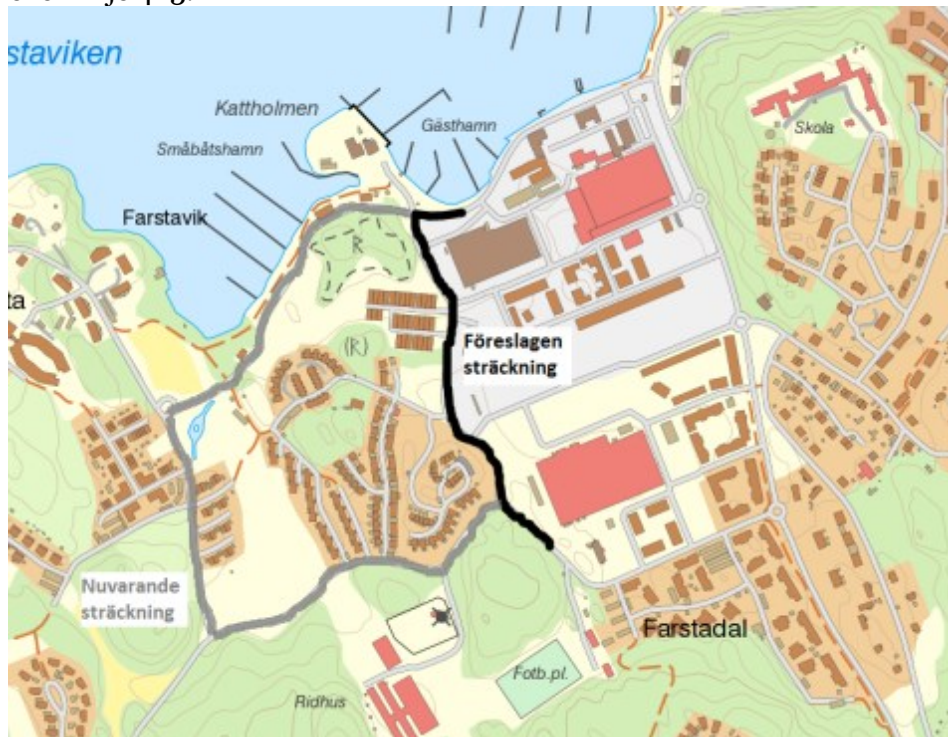 staviken
Kattholmen
Gästhamn
Småbåtshamn
Skola
Farstavik
R
ta
Föreslagen
sträckning
(R)
Nuvarande
sträckning
Farstadal
Fotb.pl.
Ridhus